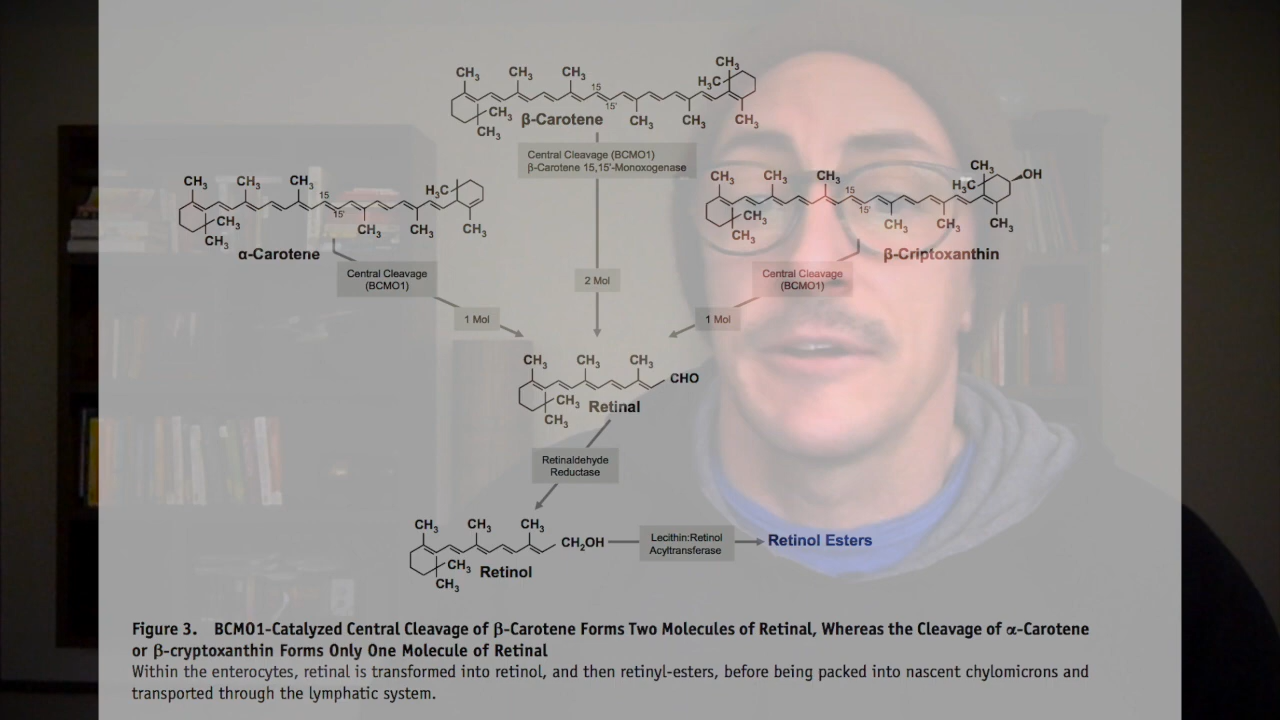 CH3 CH3 CH3 15 15' CH3 CH3 H3C CH3 CH3
CH3 CH3
β-Carotene
Central Cleavage (BCMO1)
β-Carotene 15,15'-Monoxogenase
CH3 CH3 CH3 15 15' H3C
CH3 CH3 CH3 CH3 CH3
α-Carotene
CH3 CH3 CH3 15 15' CH3 H3C OH
CH3 CH3 CH3 CH3 CH3
β-Criptoxanthin
Central Cleavage
(BCMO1)
2 Mol
Central Cleavage
(BCMO1)
1 Mol
1 Mol
CH3 CH3 CH3
CHO
CH3
CH3
Retinal
Retinaldehyde
Reductase
CH3 CH3 CH3
CH2OH
CH3
CH3
Retinol
Lecithin:Retinol
Acyltransferase
Retinol Esters
Figure 3. BCMO1-Catalyzed Central Cleavage of β-Carotene Forms Two Molecules of Retinal, Whereas the Cleavage of α-Carotene
or β-cryptoxanthin Forms Only One Molecule of Retinal
Within the enterocytes, retinal is transformed into retinol, and then retinyl-esters, before being packed into nascent chylomicrons and
transported through the lymphatic system.